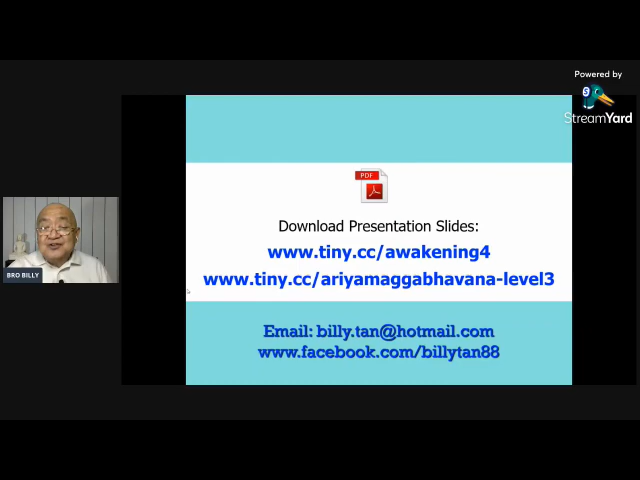 Powered by
StreamYard
PDF
Download Presentation Slides:
www.tiny.cc/awakening4
www.tiny.cc/ariyamaggabhavana-level3
BRO BILLY
Email: billy.tan@hotmail.com
www.facebook.com/billytan88